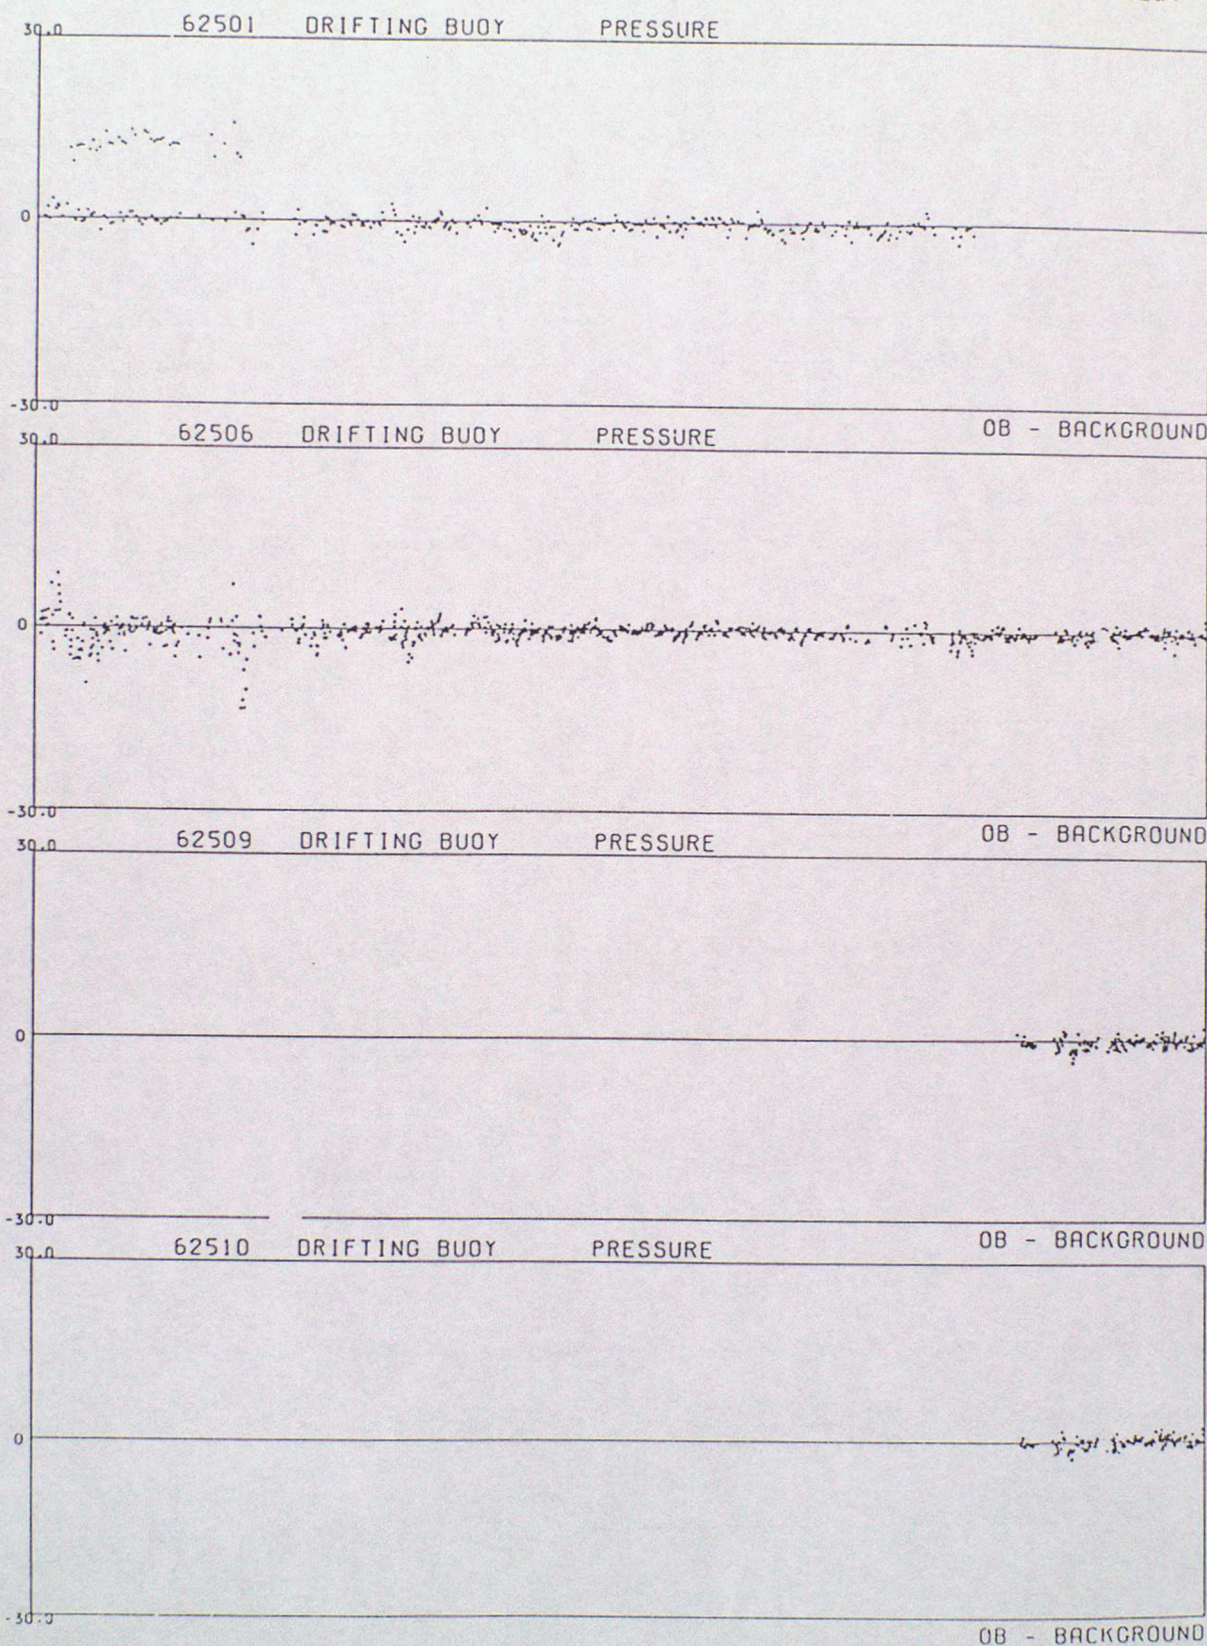 30.0 62501 DRIFTING BUOY PRESSURE
0
-30.0
OB - BACKGROUND
30.0 62506 DRIFTING BUOY PRESSURE
0
-30.0
OB - BACKGROUND
30.0 62509 DRIFTING BUOY PRESSURE
0
-30.0
OB - BACKGROUND
30.0 62510 DRIFTING BUOY PRESSURE
0
-30.0
OB - BACKGROUND